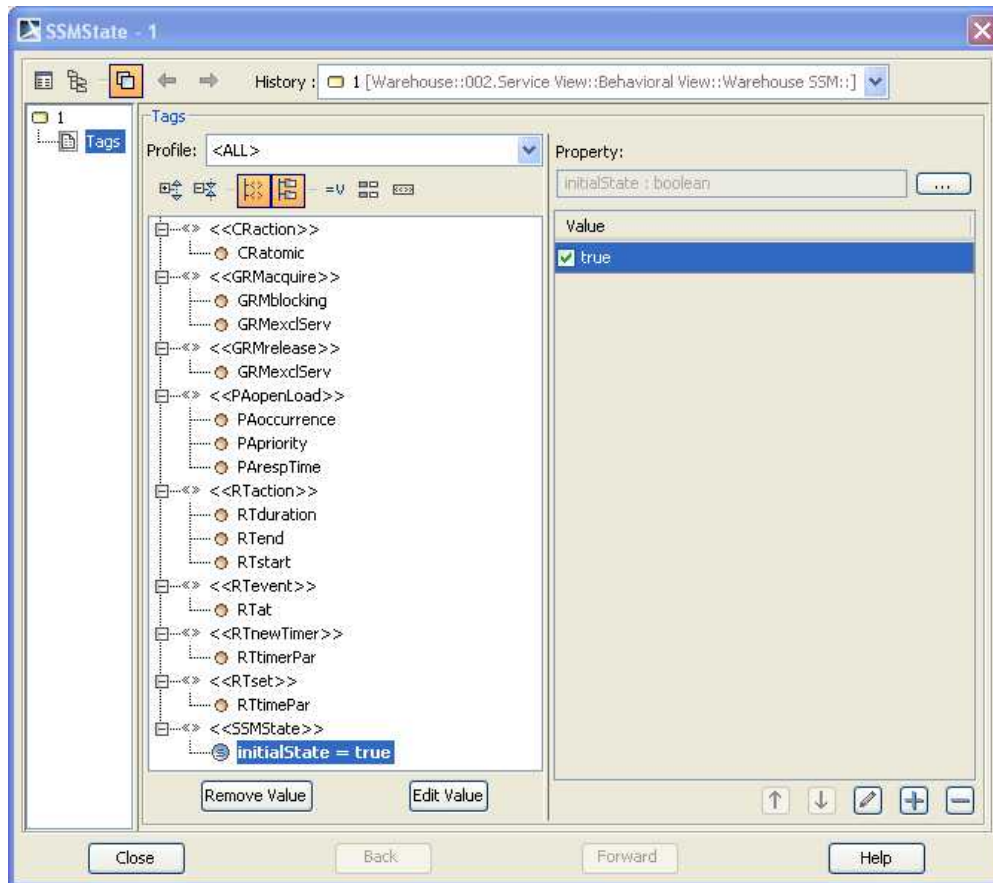 SSMState - 1
History : 1 [Warehouse::002.Service View::Behavioral View::Warehouse SSM::]
1
Tags
Tags
Profile: <ALL>
=V
<<CRaction>>
CRatomic
<<GRMacquire>>
GRMblocking
GRMexclServ
<<GRMrelease>>
GRMexclServ
<<PAopenLoad>>
PAoccurrence
PApriority
PArespTime
<<RTaction>>
RTduration
RTend
RTstart
<<RTevent>>
RTat
<<RTnewTimer>>
RTtimerPar
<<RTset>>
RTtimePar
<<SSMState>>
initialState = true
Remove Value Edit Value
Property:
initialState : boolean ...
Value
true
Close Back Forward Help